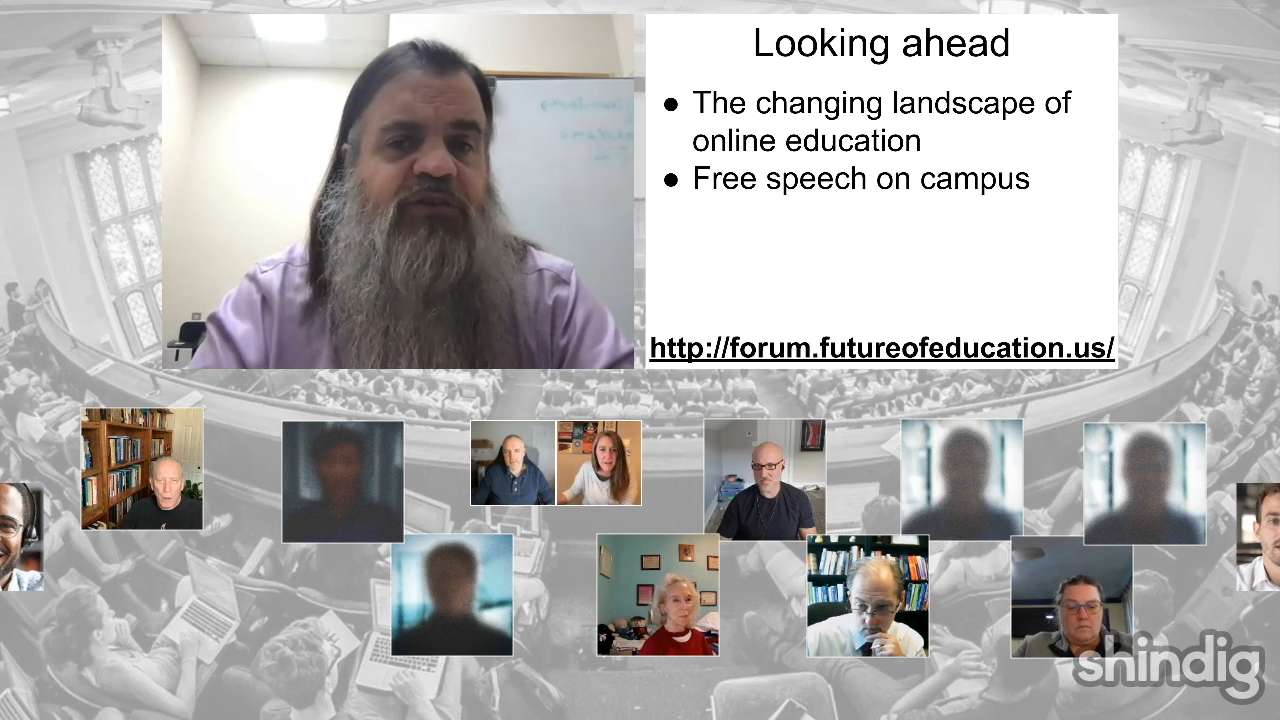 Looking ahead
● The changing landscape of
online education
● Free speech on campus
http://forum.futureofeducation.us/
shindig